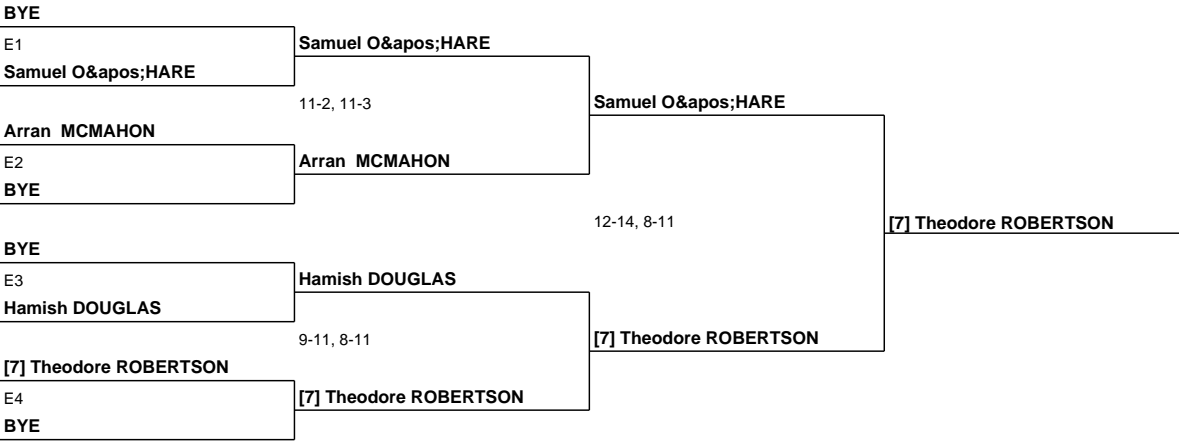 BYE
E1
Samuel O&apos;HARE
Samuel O&apos;HARE
11-2, 11-3
Samuel O&apos;HARE
Arran  MCMAHON
E2
Arran  MCMAHON
BYE
12-14, 8-11
[7] Theodore ROBERTSON
BYE
E3
Hamish DOUGLAS
Hamish DOUGLAS
9-11, 8-11
[7] Theodore ROBERTSON
[7] Theodore ROBERTSON
E4
[7] Theodore ROBERTSON
BYE